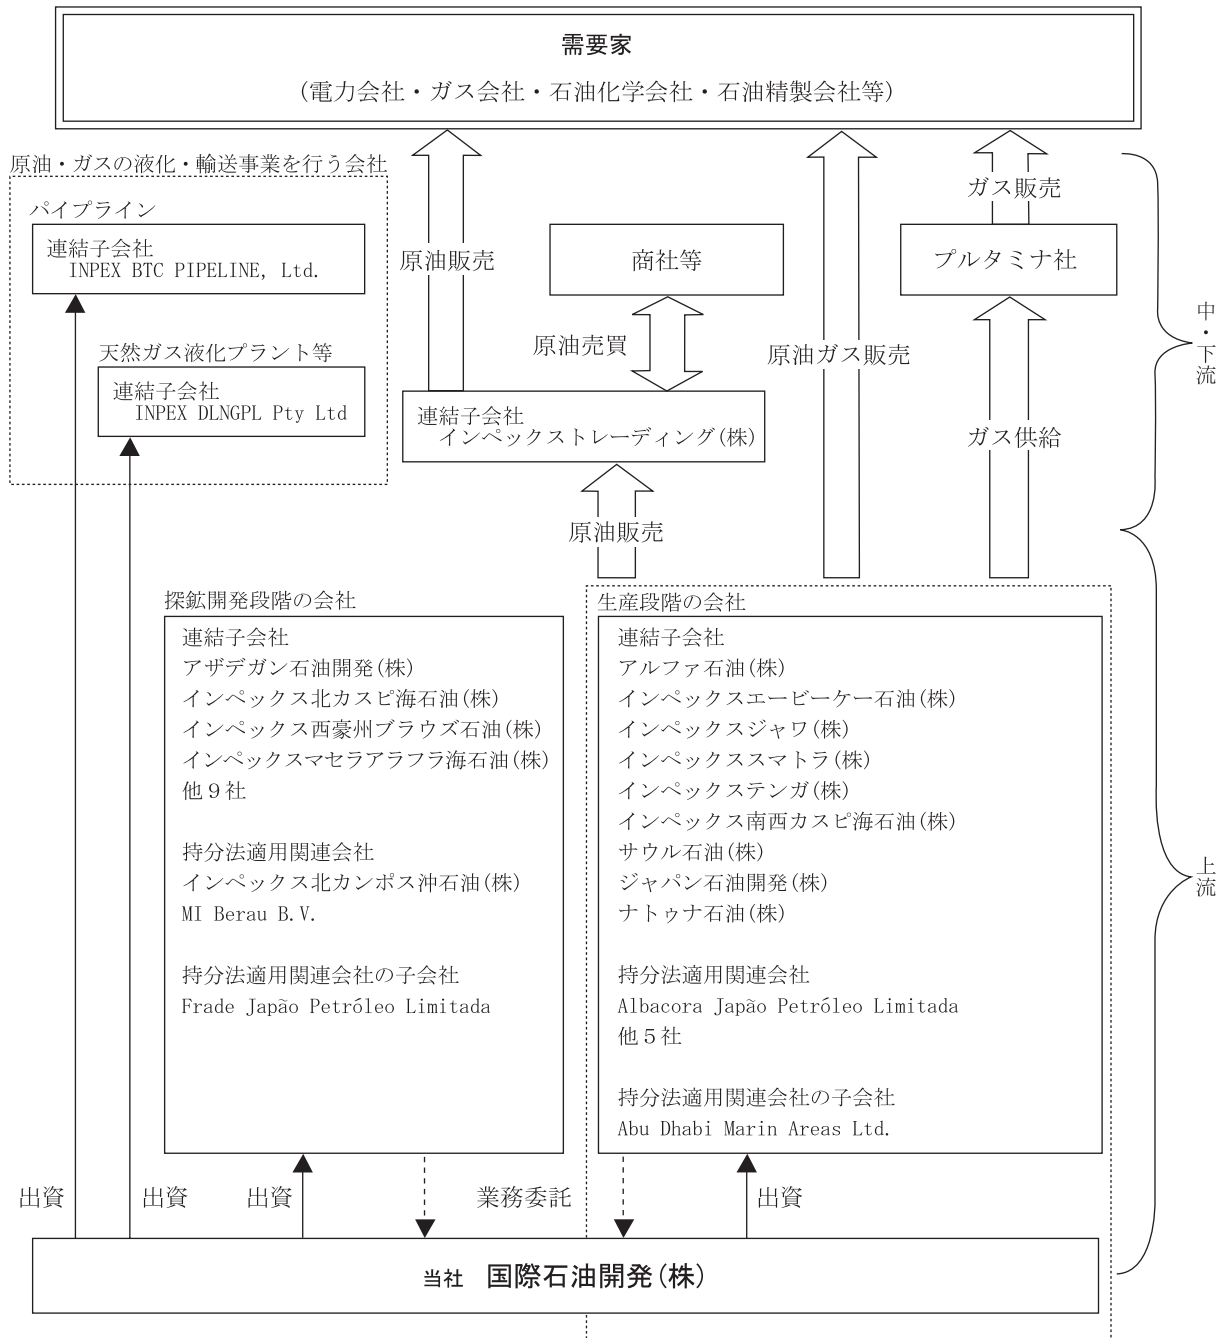 需要家
(電力会社・ガス会社・石油化学会社・石油精製会社等)
原油・ガスの液化・輸送事業を行う会社
パイプライン
連結子会社
INPEX BTC PIPELINE, Ltd.
天然ガス液化プラント等
連結子会社
INPEX DLNGPL Pty Ltd
原油販売
商社等
原油売買
連結子会社
インペックストレーディング(株)
原油販売
原油ガス販売
ガス販売
プルタミナ社
ガス供給
中・下流
探鉱開発段階の会社
連結子会社
アザデガン石油開発(株)
インペックス北カスピ海石油(株)
インペックス西豪州ブラウズ石油(株)
インペックスマセラアラフラ海石油(株)
他9社
持分法適用関連会社
インペックス北カンポス沖石油(株)
MI Berau B.V.
持分法適用関連会社の子会社
Frade Japão Petróleo Limitada
生産段階の会社
連結子会社
アルファ石油(株)
インペックスエービーケー石油(株)
インペックスジャワ(株)
インペックススマトラ(株)
インペックステンガ(株)
インペックス南西カスピ海石油(株)
サウル石油(株)
ジャパン石油開発(株)
ナトゥナ石油(株)
持分法適用関連会社
Albacora Japão Petróleo Limitada
他5社
持分法適用関連会社の子会社
Abu Dhabi Marin Areas Ltd.
上流
出資
出資
出資
業務委託
出資
当社 国際石油開発(株)